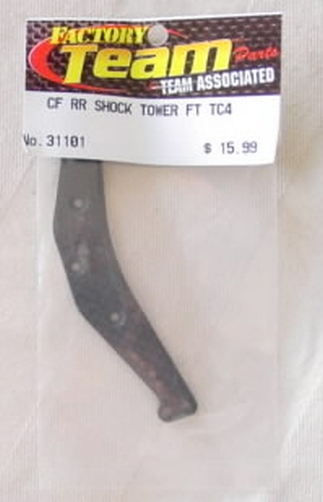 FACTORY
Team Parts
TEAM ASSOCIATED
CF RR SHOCK TOWER FT TC4
No. 31101 $ 15.99